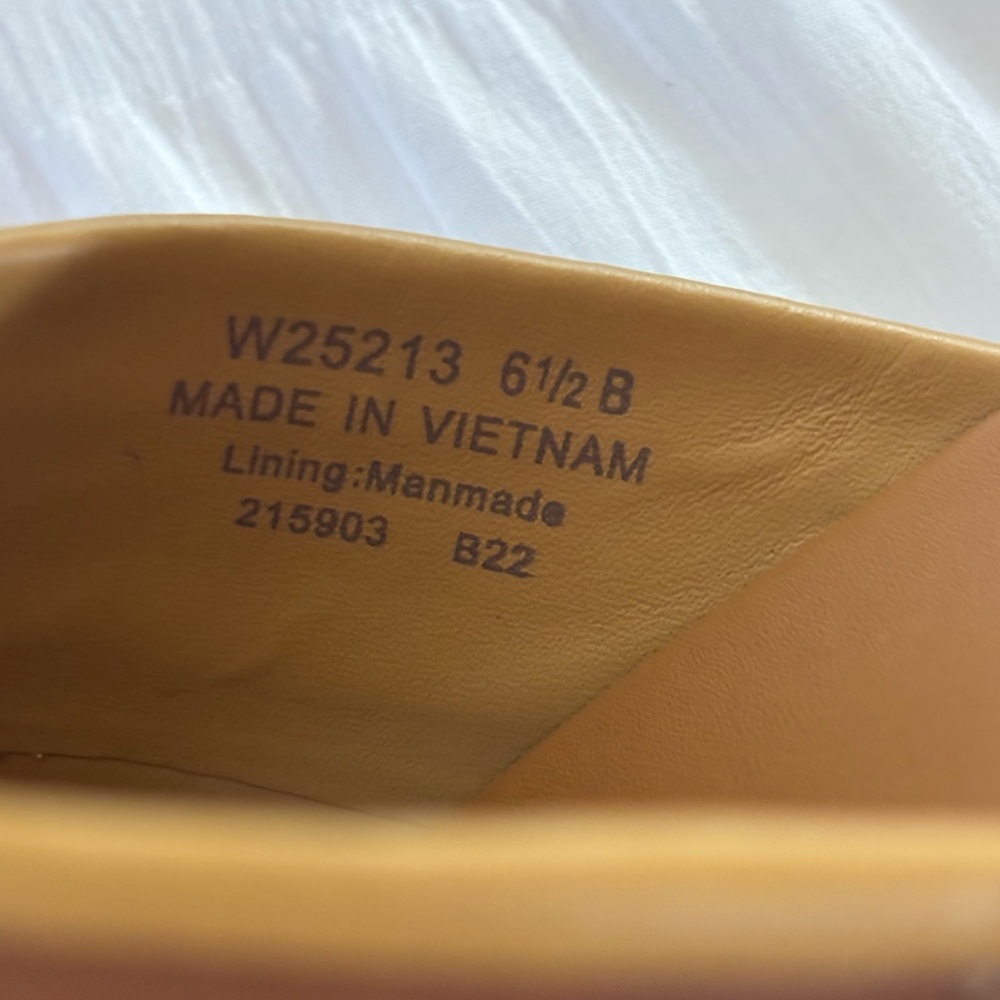 W25213 6½ B
MADE IN VIETNAM
Lining:Manmade
215903 B22